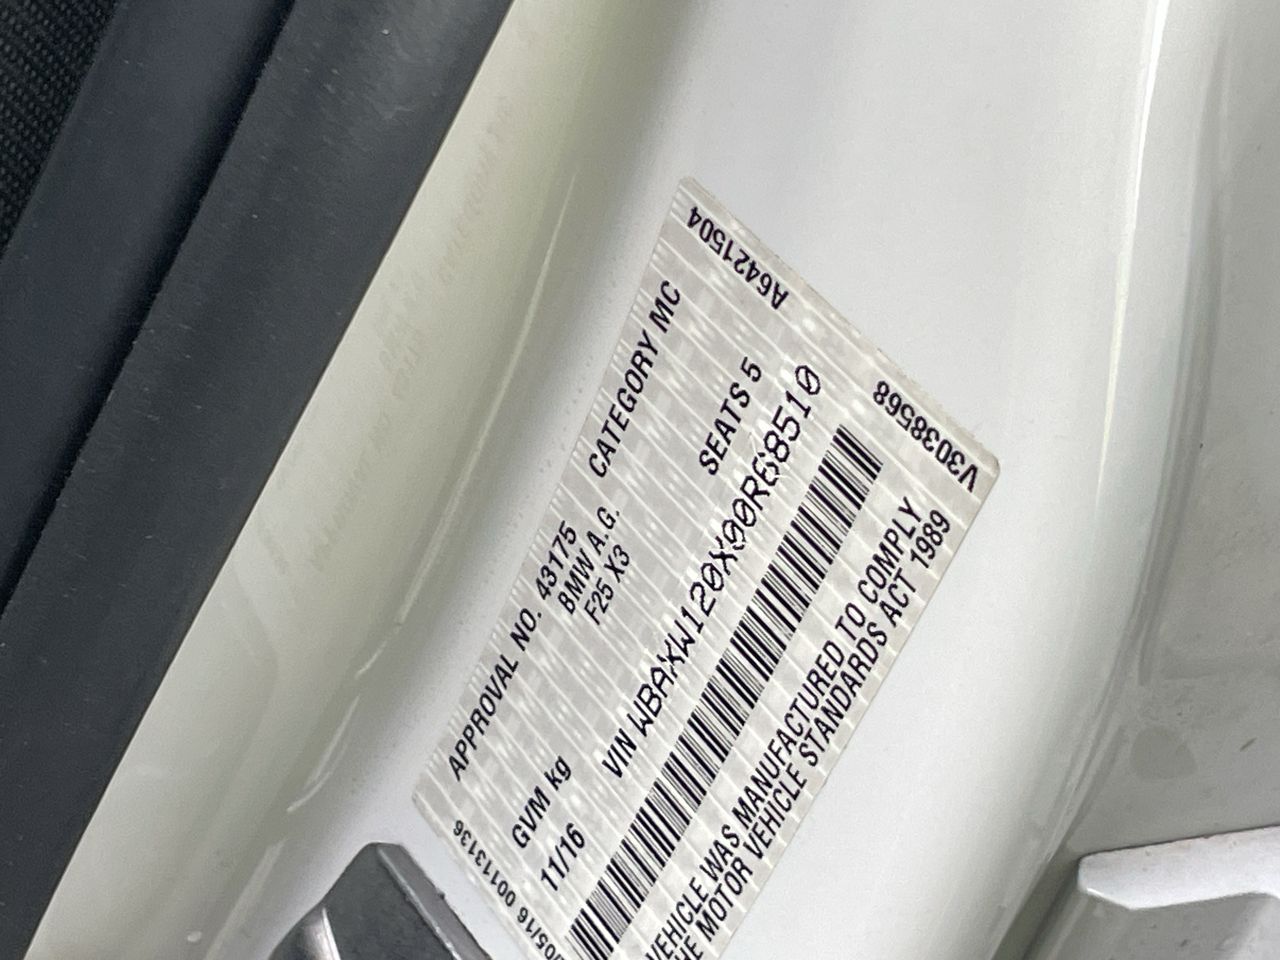 A6421504
V3038568
APPROVAL NO. 43175 CATEGORY MC
BMW A.G.
F25 X3
GVM kg SEATS 5
11/16
VIN WBAXW120X90R68510
VEHICLE WAS MANUFACTURED TO COMPLY
MOTOR VEHICLE STANDARDS ACT 1989
/05/16 00113136